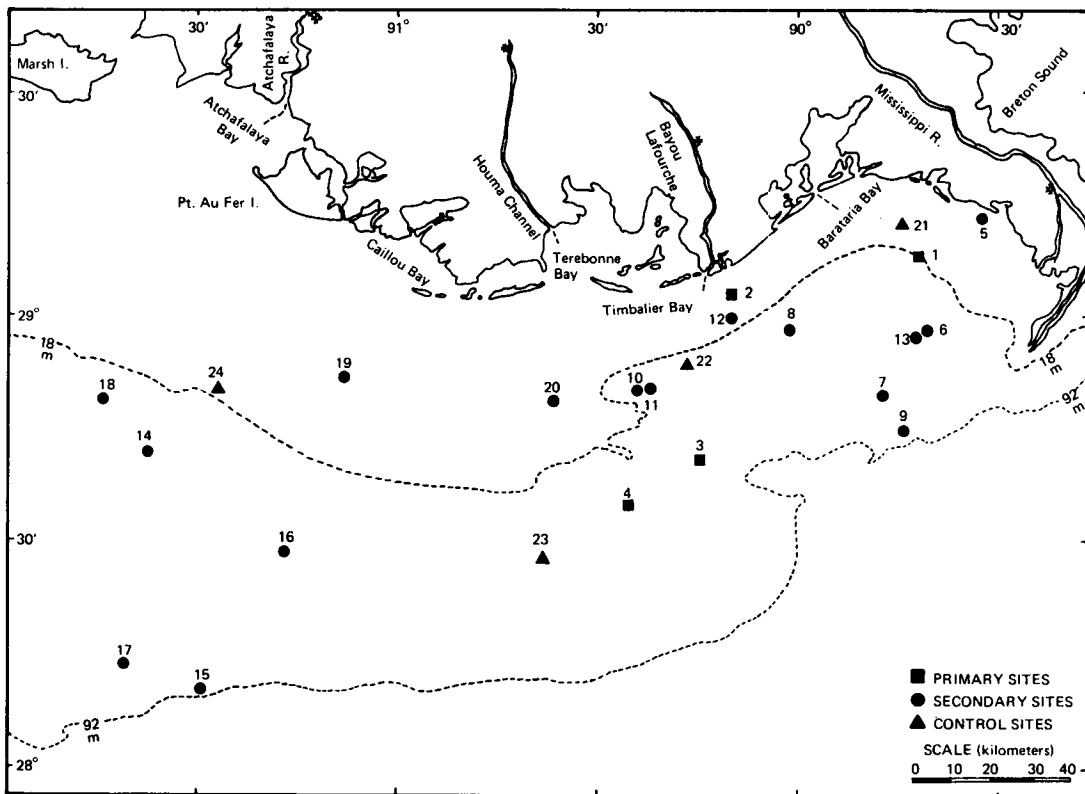 30'
91°
30'
90°
30'
Marsh I.
Atchafalaya
R.
Atchafalaya
Bay
30'
Breton Sound
Mississippi R.
Bayou
Lafourche
Houma Channel
Pt. Au Fer I.
Barataria Bay
21
5
1
Caillou Bay
Terebonne
Bay
Timbalier Bay
2
12
8
13
6
29°
18
m
18
m
92
m
19
24
18
20
10
11
22
7
9
14
3
4
30'
30'
16
23
17
15
92
m
28°
PRIMARY SITES
SECONDARY SITES
CONTROL SITES
SCALE (kilometers)
0 10 20 30 40